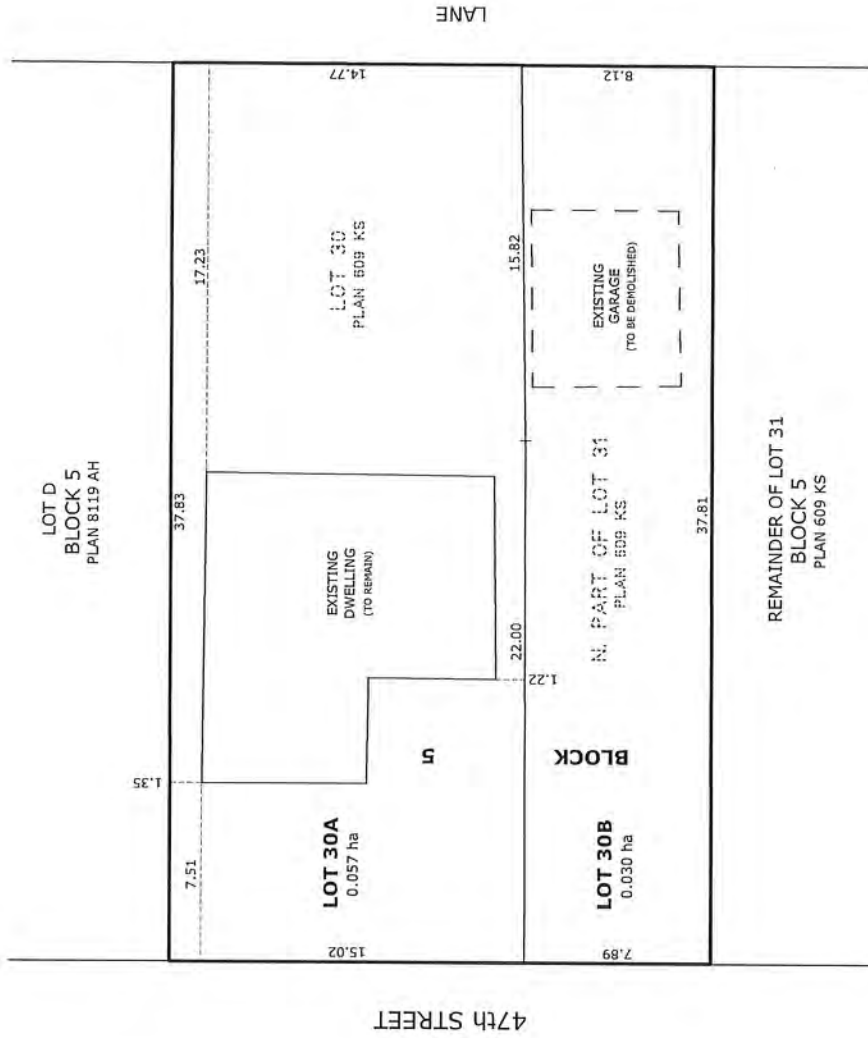 LANE
LOT D
BLOCK 5
PLAN 8119 AH
37.83
17.23
14.77
LOT 30
PLAN 609 KS
15.82
8.12
EXISTING
GARAGE
(TO BE DEMOLISHED)
EXISTING
DWELLING
(TO REMAIN)
22.00
1.22
N. PART OF LOT 31
PLAN 609 KS
37.81
REMAINDER OF LOT 31
BLOCK 5
PLAN 609 KS
1.35
7.51
5
BLOCK
LOT 30A
0.057 ha
LOT 30B
0.030 ha
15.02
7.89
47th STREET